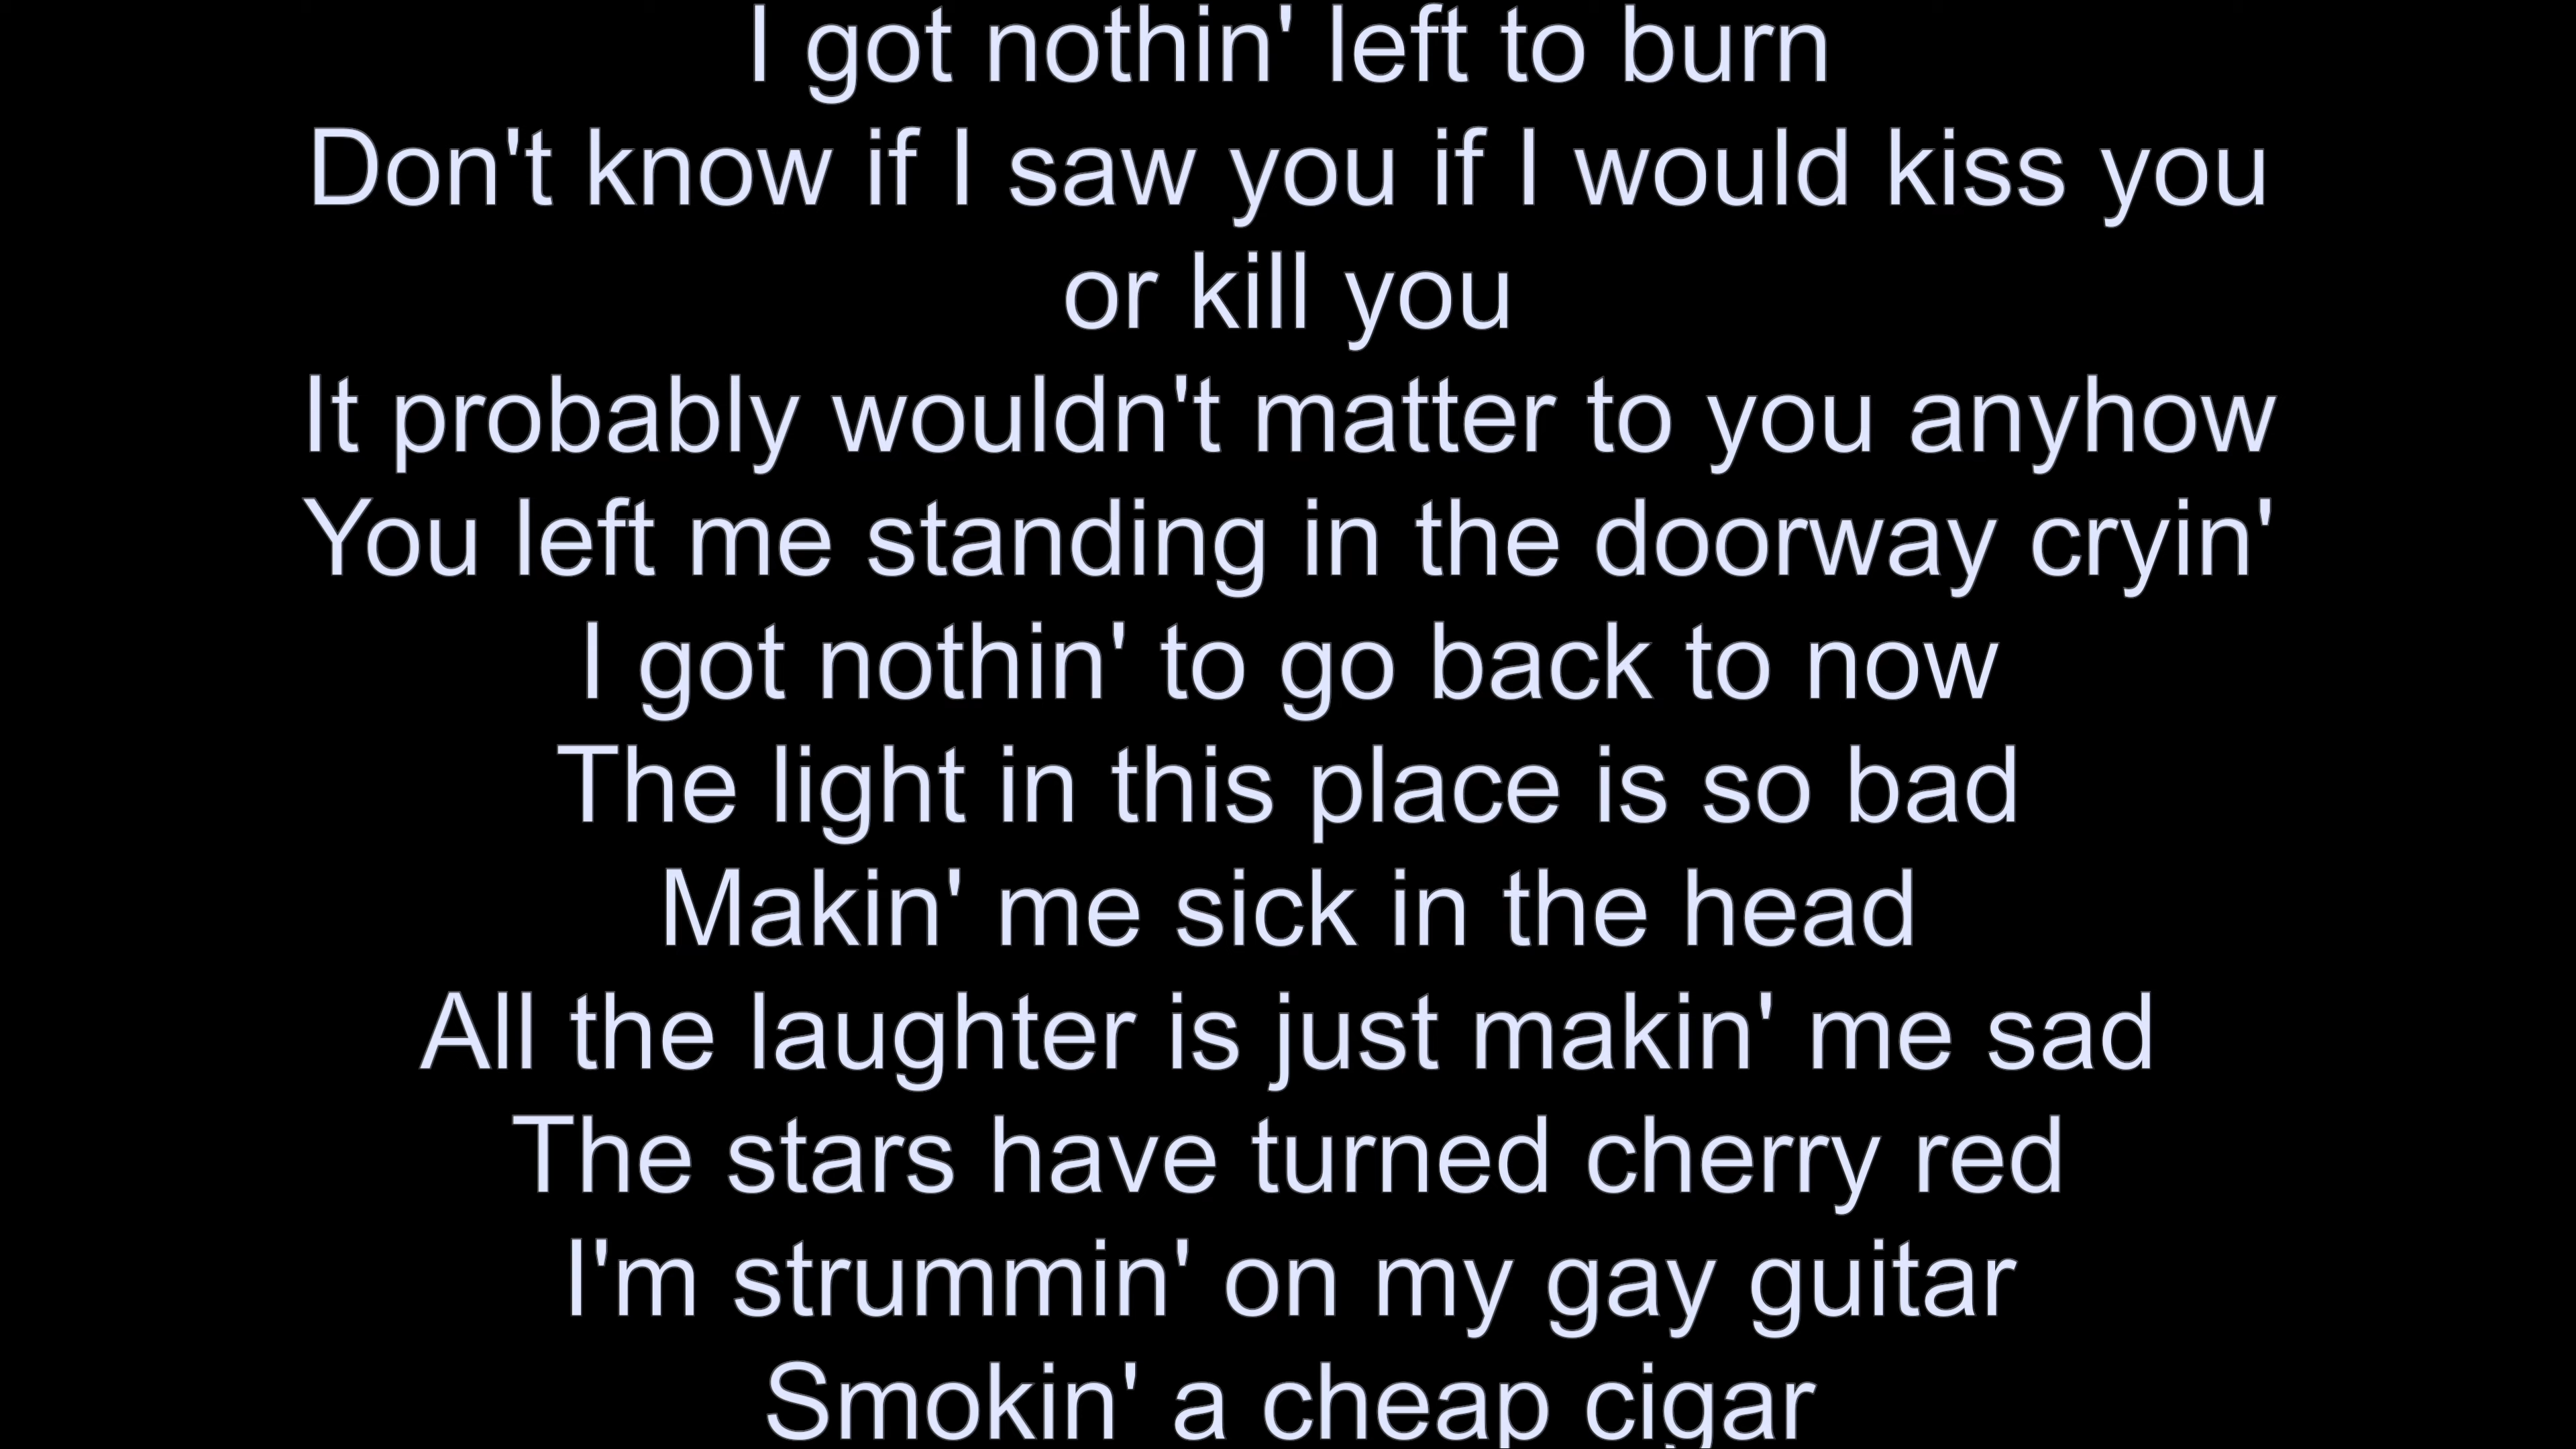 I got nothin' left to burn
Don't know if I saw you if I would kiss you
or kill you
It probably wouldn't matter to you anyhow
You left me standing in the doorway cryin'
I got nothin' to go back to now
The light in this place is so bad
Makin' me sick in the head
All the laughter is just makin' me sad
The stars have turned cherry red
I'm strummin' on my gay guitar
Smokin' a cheap cigar